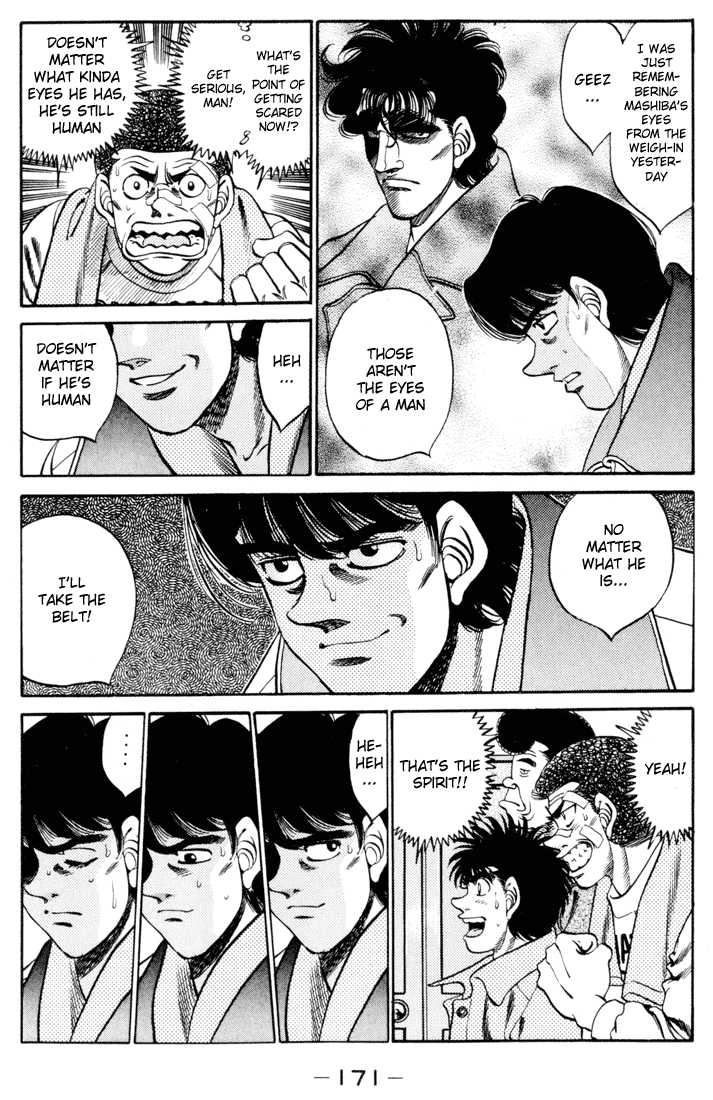 I WAS
JUST
REMEM-
BERING
MASHIBA'S
EYES
FROM THE
WEIGH-IN
YESTER-
DAY
GEEZ
...
THOSE
AREN'T
THE EYES
OF A MAN
WHAT'S
THE
POINT OF
GETTING
SCARED
NOW!?
GET
SERIOUS,
MAN!
DOESN'T
MATTER
WHAT KINDA
EYES HE HAS,
HE'S STILL
HUMAN
HEH
...
DOESN'T
MATTER
IF HE'S
HUMAN
NO
MATTER
WHAT HE
IS...
I'LL
TAKE THE
BELT!
YEAH!
THAT'S THE
SPIRIT!!
HE-
HEH
...
...
-171-